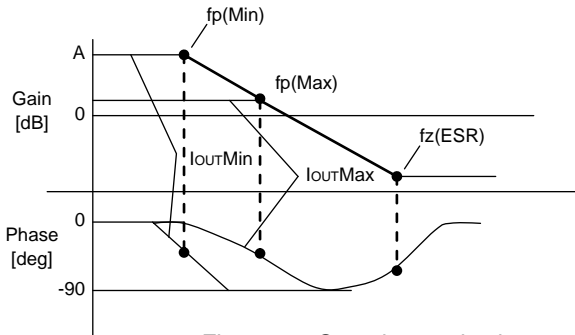 fp(Min)
A
fp(Max)
Gain
[dB]
0
fz(ESR)
IOUTMin
IOUTMax
0
Phase
[deg]
-90